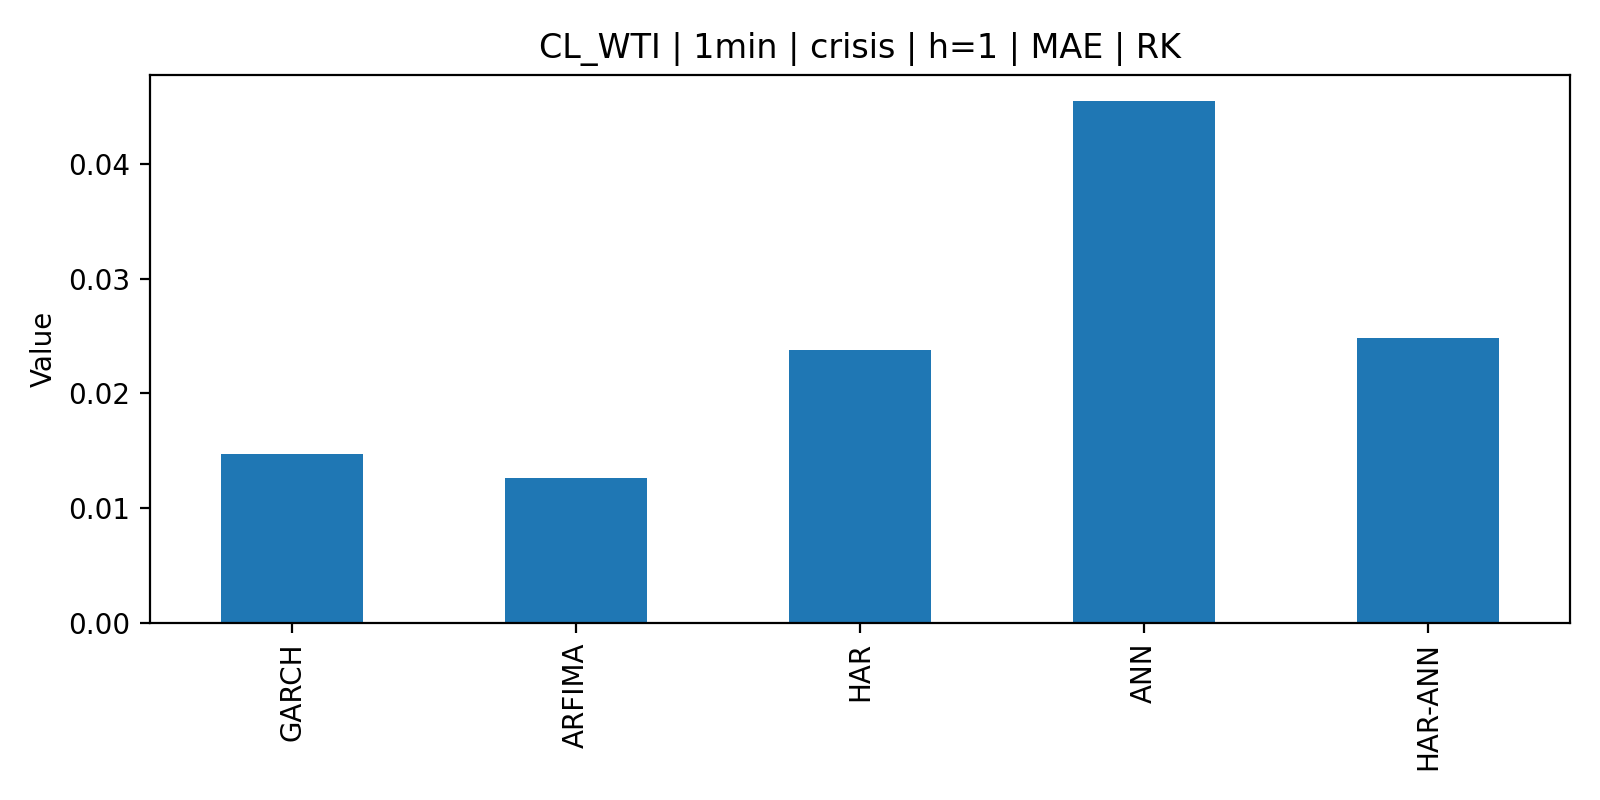 CL_WTI | 1min | crisis | h=1 | MAE | RK
Value
0.04
0.03
0.02
0.01
0.00
GARCH
ARFIMA
HAR
ANN
HAR-ANN